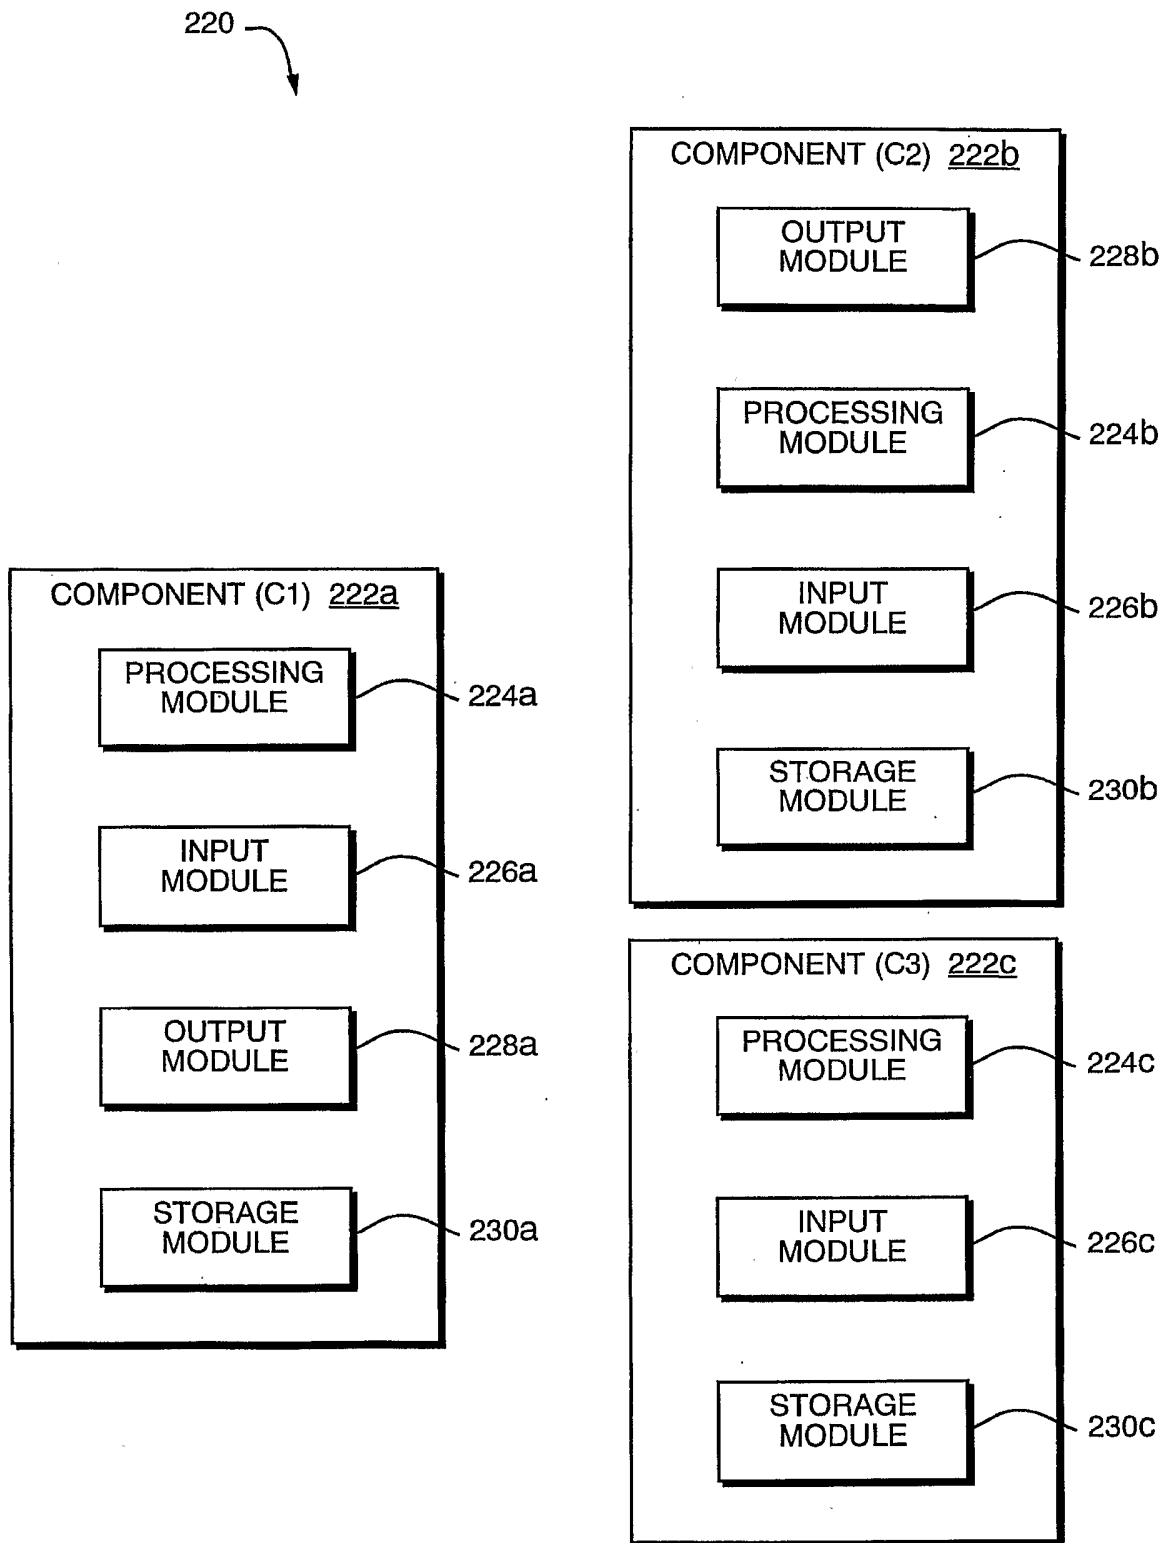 220
COMPONENT (C2) 222b
OUTPUT
MODULE
228b
PROCESSING
MODULE
224b
INPUT
MODULE
226b
STORAGE
MODULE
230b
COMPONENT (C1) 222a
PROCESSING
MODULE
224a
INPUT
MODULE
226a
OUTPUT
MODULE
228a
STORAGE
MODULE
230a
COMPONENT (C3) 222c
PROCESSING
MODULE
224c
INPUT
MODULE
226c
STORAGE
MODULE
230c